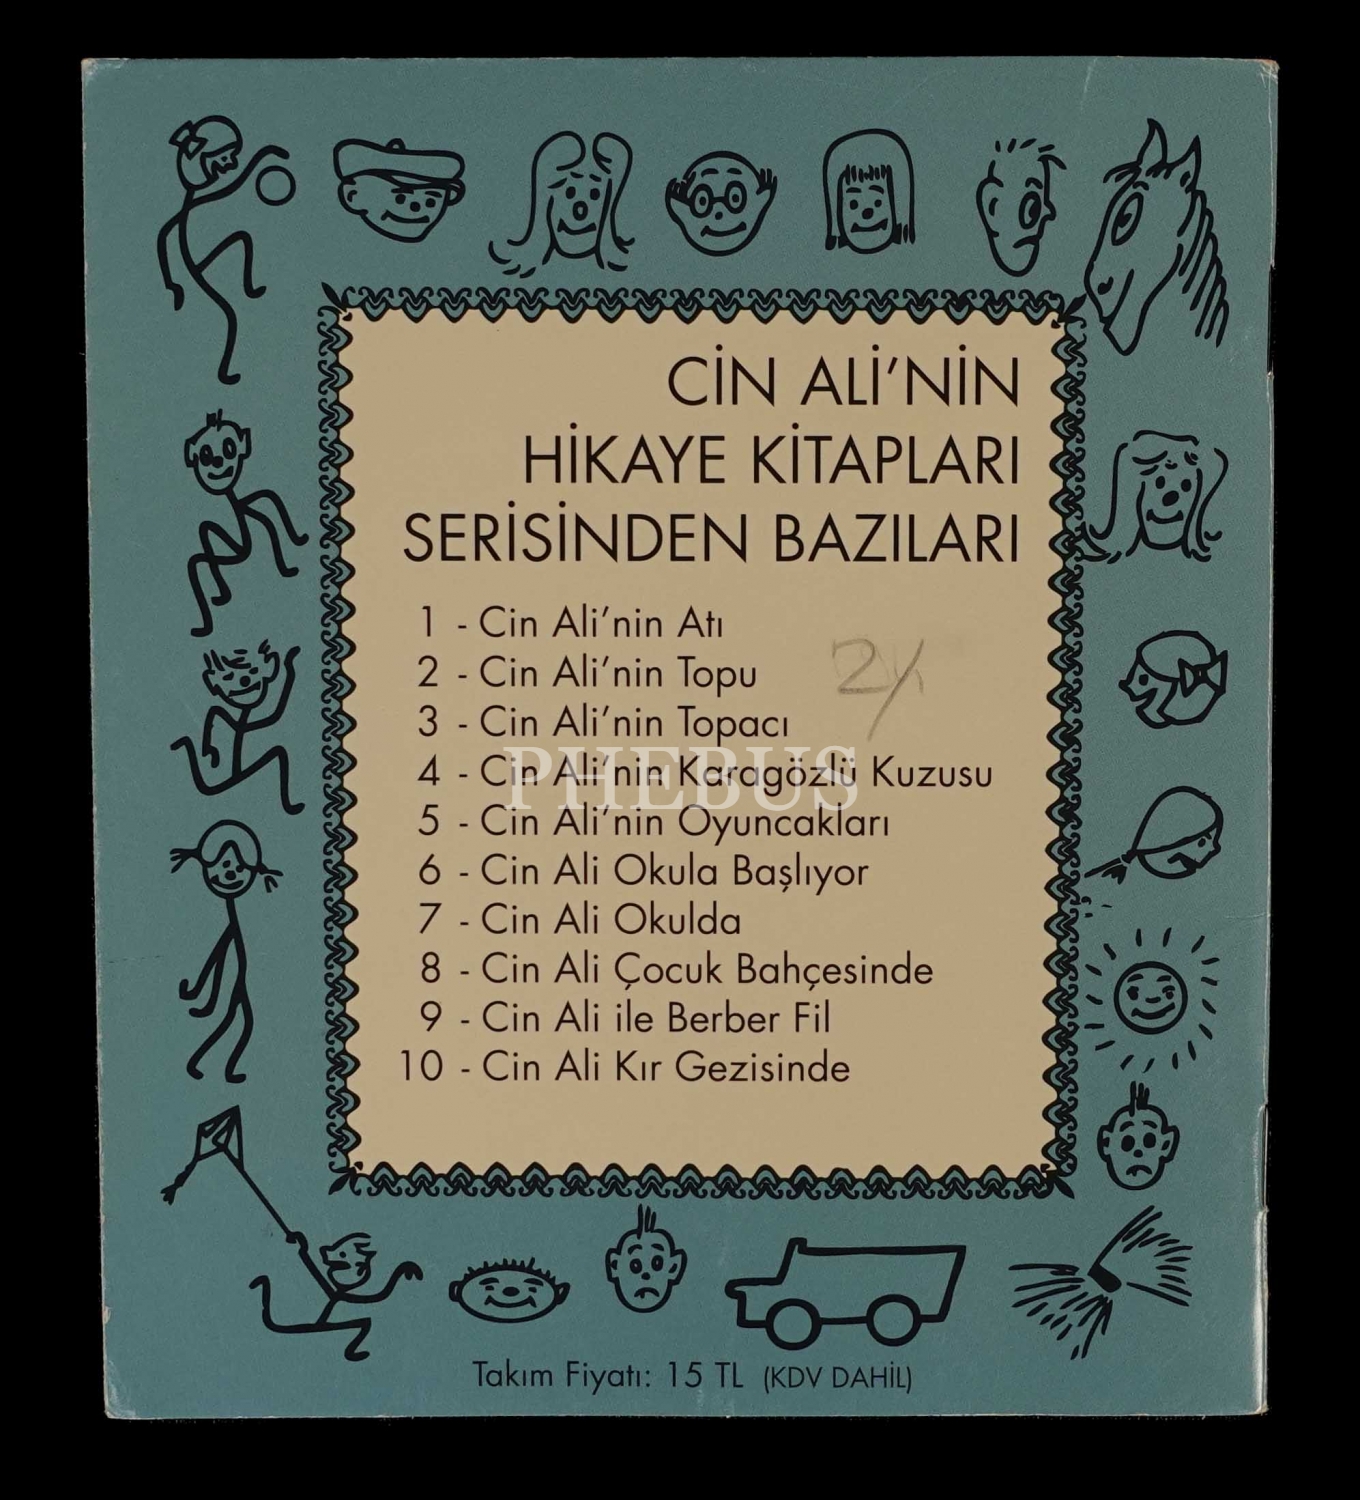 CİN ALİ'NİN
HİKAYE KİTAPLARI
SERİSİNDEN BAZILARI
1 - Cin Ali'nin Atı
2 - Cin Ali'nin Topu
3 - Cin Ali'nin Topacı
4 - Cin Ali'nin Karagözlü Kuzusu
PHEBUS
5 - Cin Ali'nin Oyuncakları
6 - Cin Ali Okula Başlıyor
7 - Cin Ali Okulda
8 - Cin Ali Çocuk Bahçesinde
9 - Cin Ali ile Berber Fil
10 - Cin Ali Kır Gezisinde
Takım Fiyatı: 15 TL (KDV DAHİL)